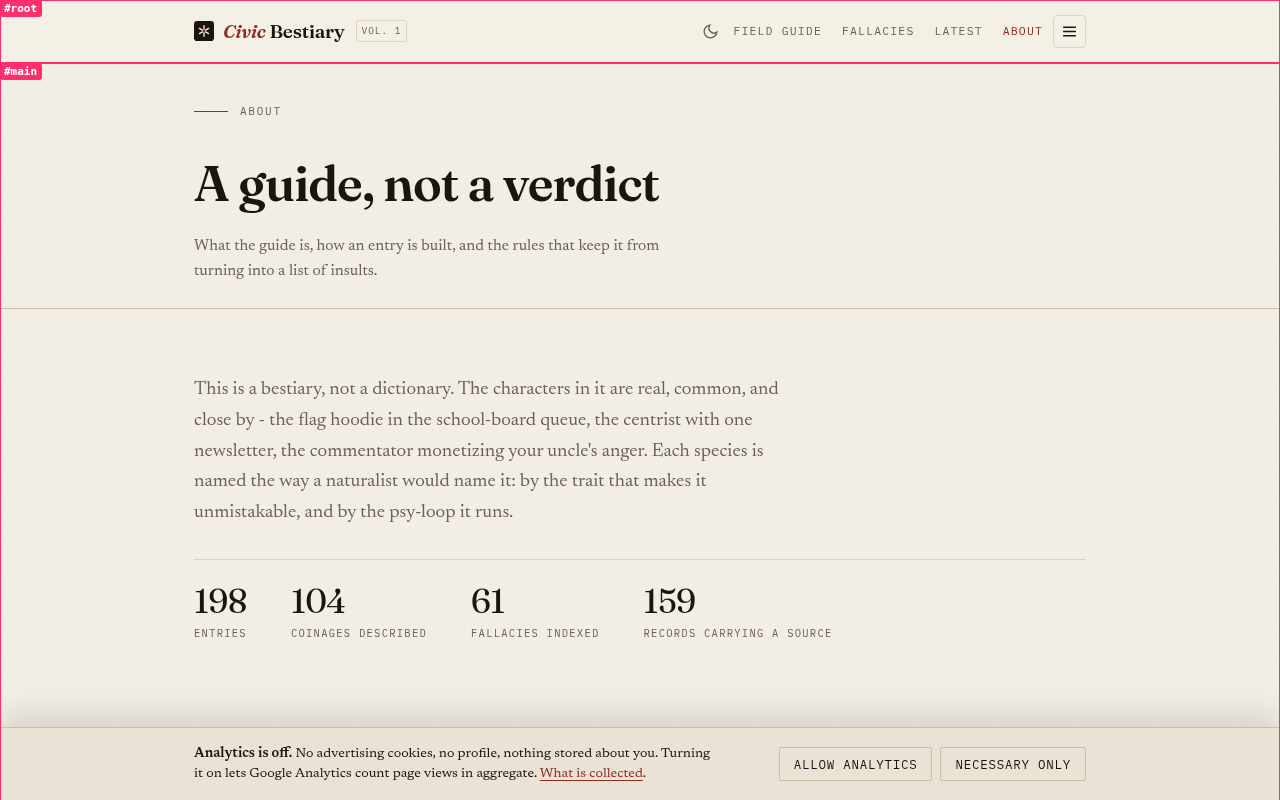 #root
Civic Bestiary VOL. 1 FIELD GUIDE FALLACIES LATEST ABOUT
#main
ABOUT
A guide, not a verdict
What the guide is, how an entry is built, and the rules that keep it from
turning into a list of insults.
This is a bestiary, not a dictionary. The characters in it are real, common, and
close by - the flag hoodie in the school-board queue, the centrist with one
newsletter, the commentator monetizing your uncle's anger. Each species is
named the way a naturalist would name it: by the trait that makes it
unmistakable, and by the psy-loop it runs.
198 104 61 159
ENTRIES COINAGES DESCRIBED FALLACIES INDEXED RECORDS CARRYING A SOURCE
Analytics is off. No advertising cookies, no profile, nothing stored about you. Turning
it on lets Google Analytics count page views in aggregate. What is collected.
ALLOW ANALYTICS NECESSARY ONLY